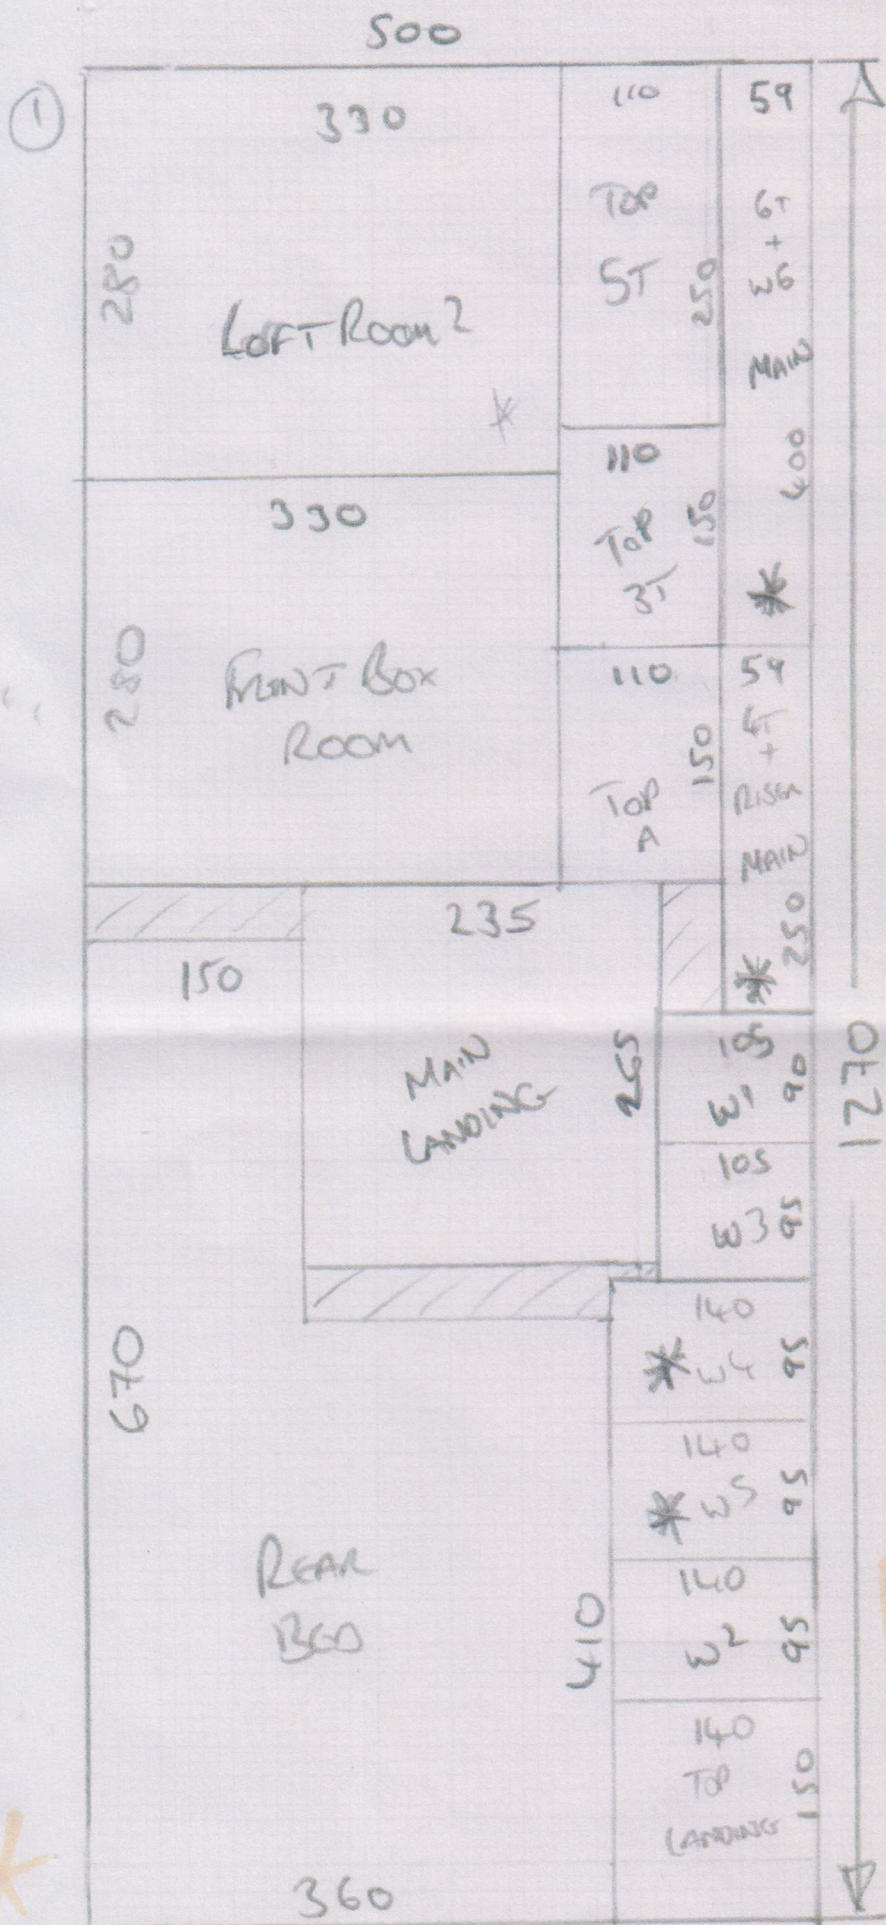 500
1
330
280
LOFT ROOM 2
110
TOP
5T
250
59
6T
+
W6
MAIN
400
110
TOP
3T
150
330
280
FRONT BOX
ROOM
110
TOP
A
150
59
4T
+
RISER
MAIN
250
235
MAIN
LANDING
265
150
670
REAR
BED
410
360
105
W1
90
105
W3
95
140
W4
95
140
W5
95
140
W2
95
140
TOP
LANDING
150
1270